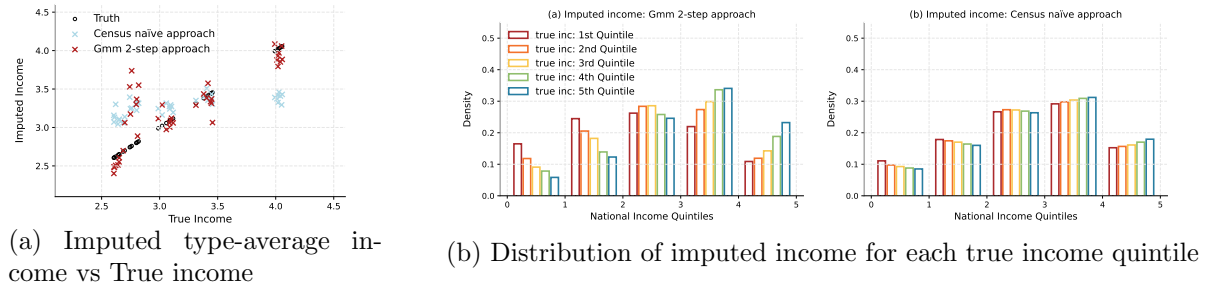 Truth
Census naïve approach
Gmm 2-step approach
4.5
4.0
3.5
3.0
2.5
Imputed Income
2.5 3.0 3.5 4.0 4.5
True Income
(a) Imputed type-average in-
come vs True income
(a) Imputed income: Gmm 2-step approach
true inc: 1st Quintile
true inc: 2nd Quintile
true inc: 3rd Quintile
true inc: 4th Quintile
true inc: 5th Quintile
0.5
0.4
0.3
0.2
0.1
0.0
Density
0 1 2 3 4 5
National Income Quintiles
(b) Imputed income: Census naïve approach
0.5
0.4
0.3
0.2
0.1
0.0
Density
0 1 2 3 4 5
National Income Quintiles
(b) Distribution of imputed income for each true income quintile